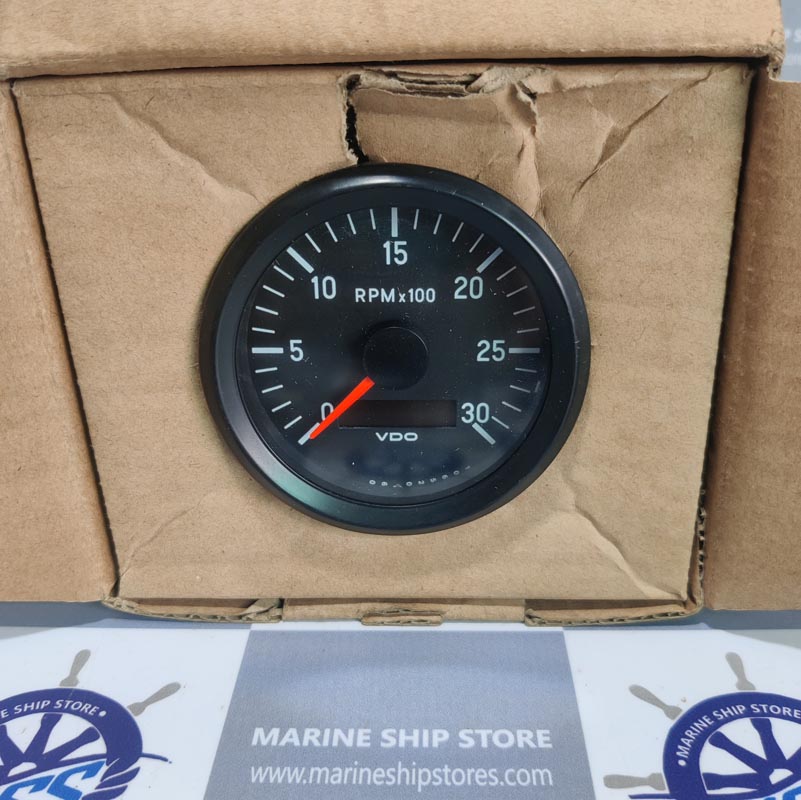 15
10 RPM x 100 20
5 25
0 30
VDO
MARINE SHIP STORE
MARINE SHIP STORE
www.marineshipstores.com
MARINE SHIP STORE